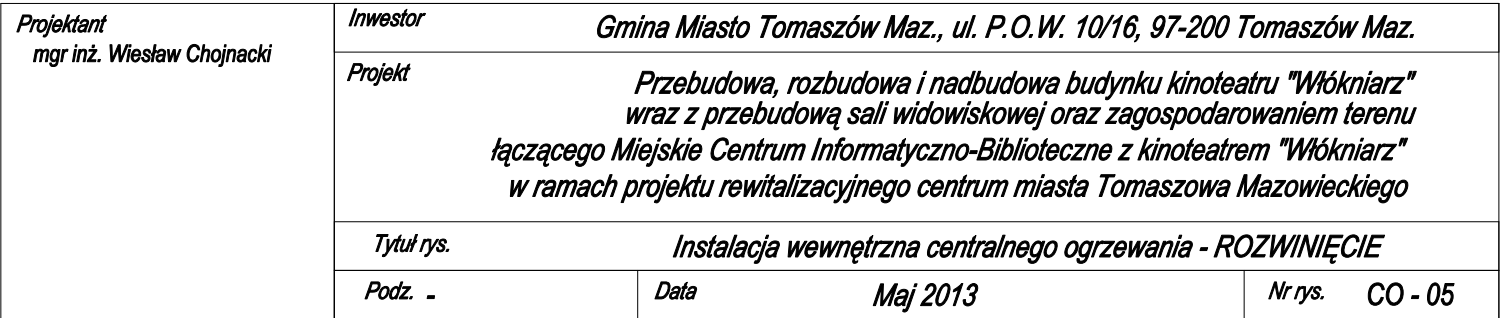 Projektant
mgr inż. Wiesław Chojnacki
Inwestor
Gmina Miasto Tomaszów Maz., ul. P.O.W. 10/16, 97-200 Tomaszów Maz.
Projekt
Przebudowa, rozbudowa i nadbudowa budynku kinoteatru "Włókniarz"
wraz z przebudową sali widowiskowej oraz zagospodarowaniem terenu
łączącego Miejskie Centrum Informatyczno-Biblioteczne z kinoteatrem "Włókniarz"
w ramach projektu rewitalizacyjnego centrum miasta Tomaszowa Mazowieckiego
Tytuł rys. Instalacja wewnętrzna centralnego ogrzewania - ROZWINIĘCIE
Podz. - Data Maj 2013 Nr rys. CO - 05